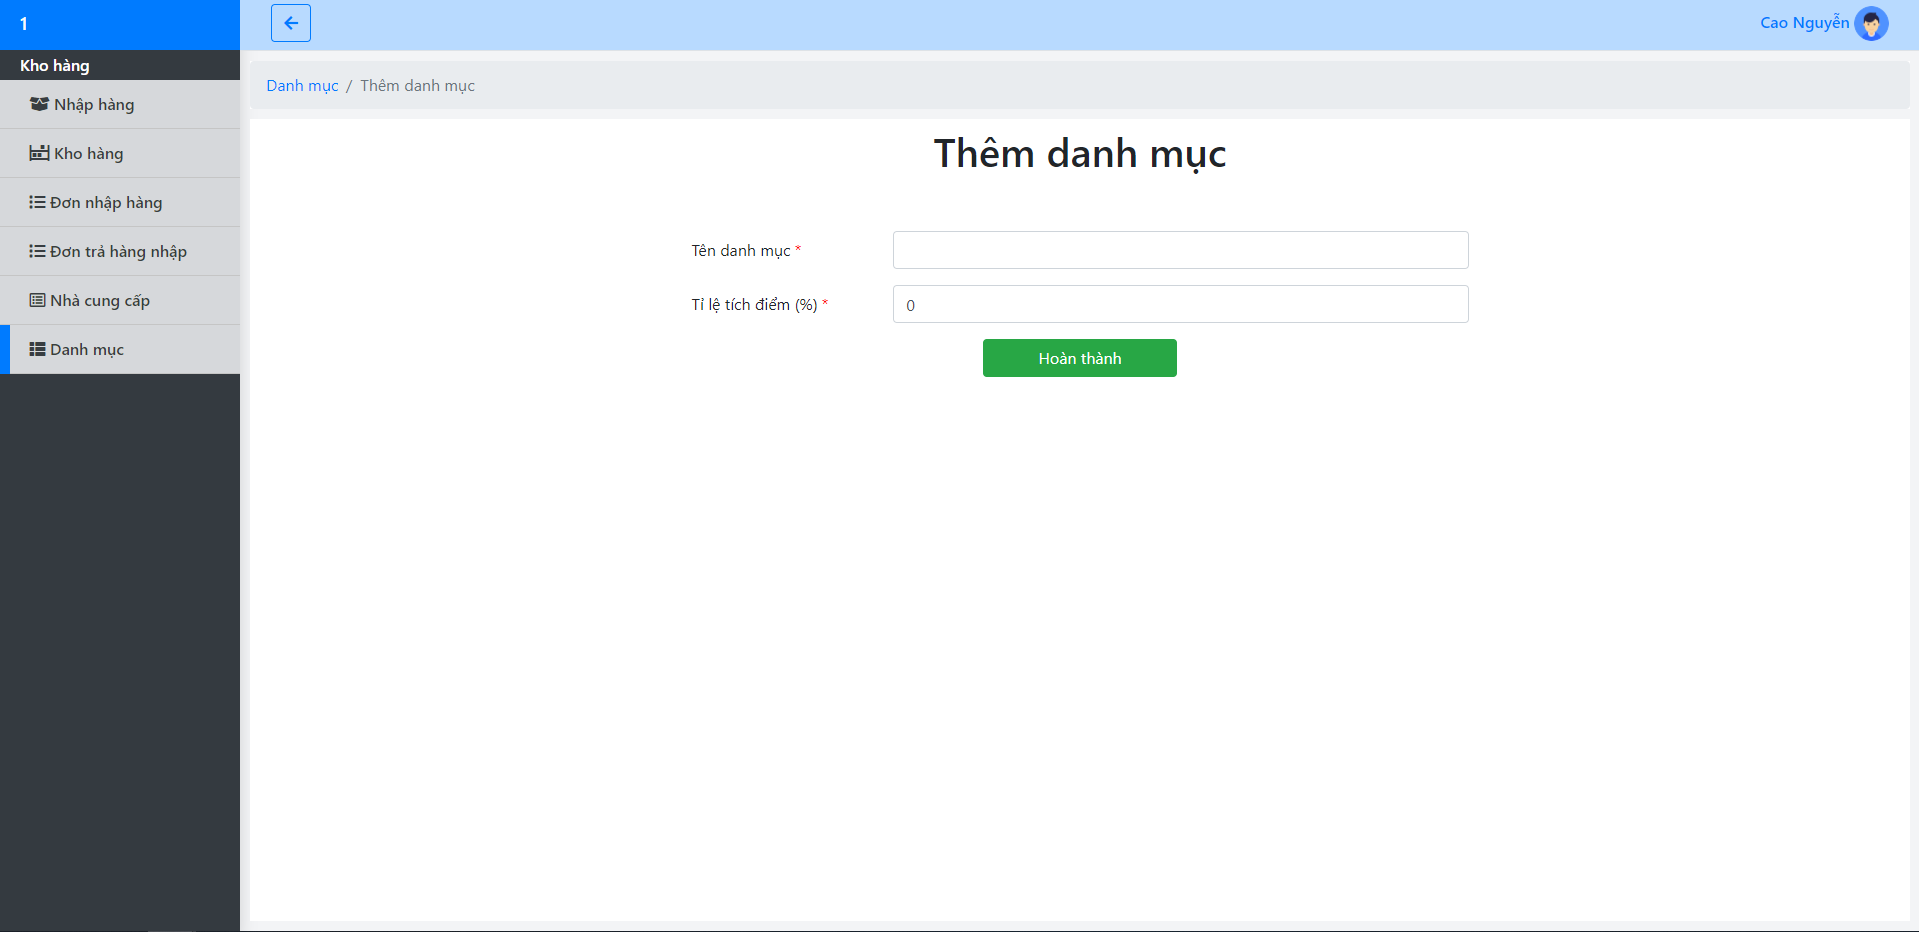 1
Cao Nguyễn
Kho hàng
Nhập hàng
Kho hàng
Đơn nhập hàng
Đơn trả hàng nhập
Nhà cung cấp
Danh mục
Danh mục / Thêm danh mục
Thêm danh mục
Tên danh mục *
Tỉ lệ tích điểm (%) * 0
Hoàn thành